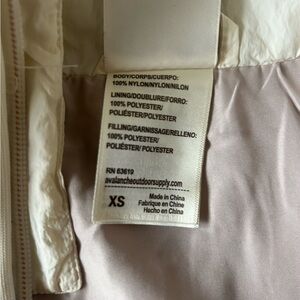 BODY/CORPS/CUERPO:
100% NYLON/NYLON/NILON
LINING/DOUBLURE/FORRO:
100% POLYESTER/
POLIÉSTER/POLYESTER
FILLING/GARNISSAGE/RELLENO:
100% POLYESTER/
POLIÉSTER/ POLYESTER
RN 63619
avalancheoutdoorsupply.com
XS
Made in China
Fabrique en Chine
Hecho en China